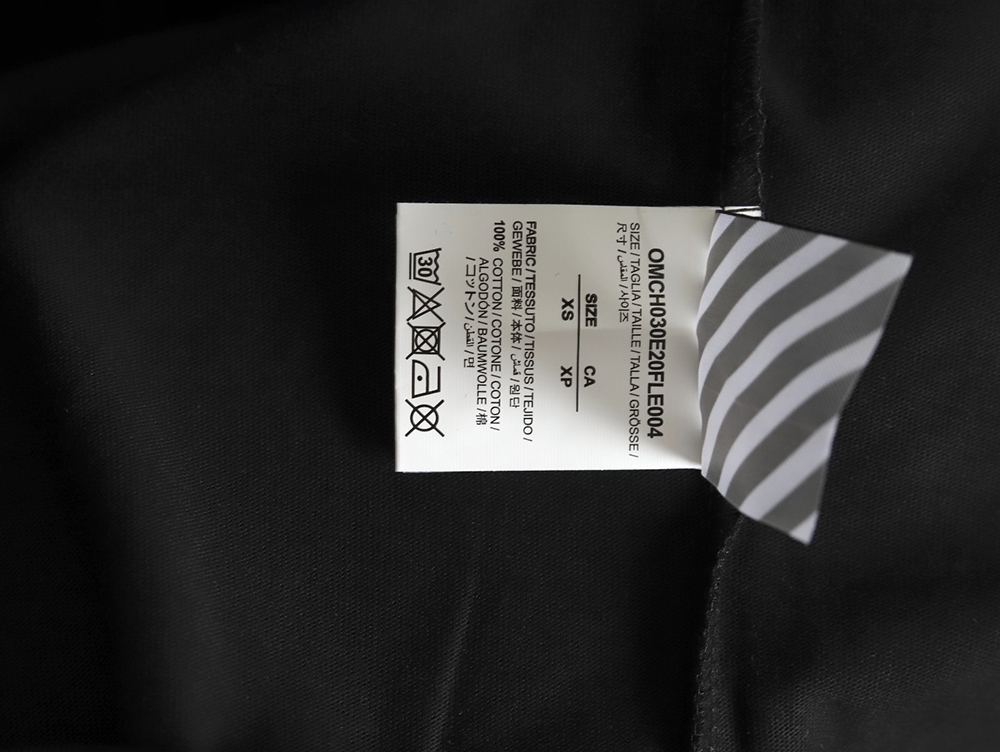 OMCH030E20FLE004
SIZE / TAGLIA / TAILLE / TALLA / GRÖSSE /
尺寸 / المقاس / 사이즈
SIZE CA
XS XP
FABRIC / TESSUTO / TISSUS / TEJIDO /
GEWEBE / 面料 / 本体 / قماش / 원단
100% COTTON / COTONE / COTON /
ALGODÓN / BAUMWOLLE / 棉
/ コットン / القطن / 면
30